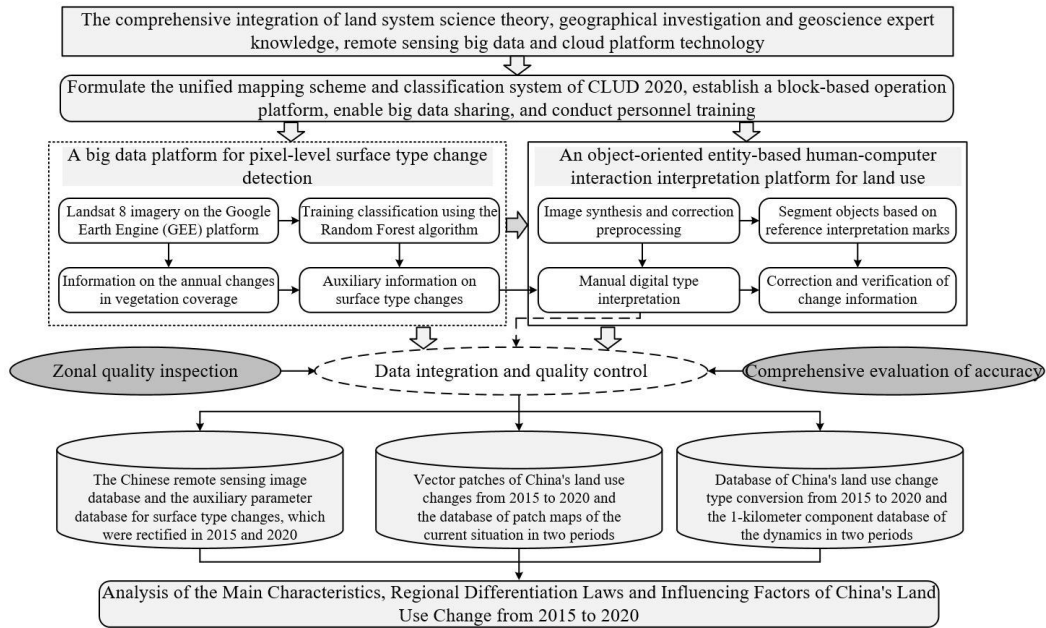 The comprehensive integration of land system science theory, geographical investigation and geoscience expert
knowledge, remote sensing big data and cloud platform technology
Formulate the unified mapping scheme and classification system of CLUD 2020, establish a block-based operation
platform, enable big data sharing, and conduct personnel training
A big data platform for pixel-level surface type change
detection
An object-oriented entity-based human-computer
interaction interpretation platform for land use
Landsat 8 imagery on the Google
Earth Engine (GEE) platform
Training classification using the
Random Forest algorithm
Image synthesis and correction
preprocessing
Segment objects based on
reference interpretation marks
Information on the annual changes
in vegetation coverage
Auxiliary information on
surface type changes
Manual digital type
interpretation
Correction and verification of
change information
Zonal quality inspection
Data integration and quality control
Comprehensive evaluation of accuracy
The Chinese remote sensing image
database and the auxiliary parameter
database for surface type changes, which
were rectified in 2015 and 2020
Vector patches of China's land use
changes from 2015 to 2020 and
the database of patch maps of the
current situation in two periods
Database of China's land use change
type conversion from 2015 to 2020 and
the 1-kilometer component database of
the dynamics in two periods
Analysis of the Main Characteristics, Regional Differentiation Laws and Influencing Factors of China's Land
Use Change from 2015 to 2020